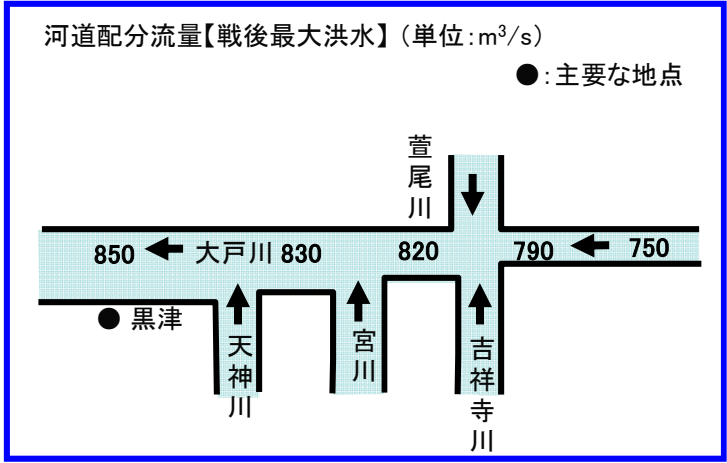 河道配分流量【戦後最大洪水】（単位：m³/s）
●：主要な地点
萱尾川
850 大戸川 830 820 790 750
● 黒津
天神川
宮川
吉祥寺川